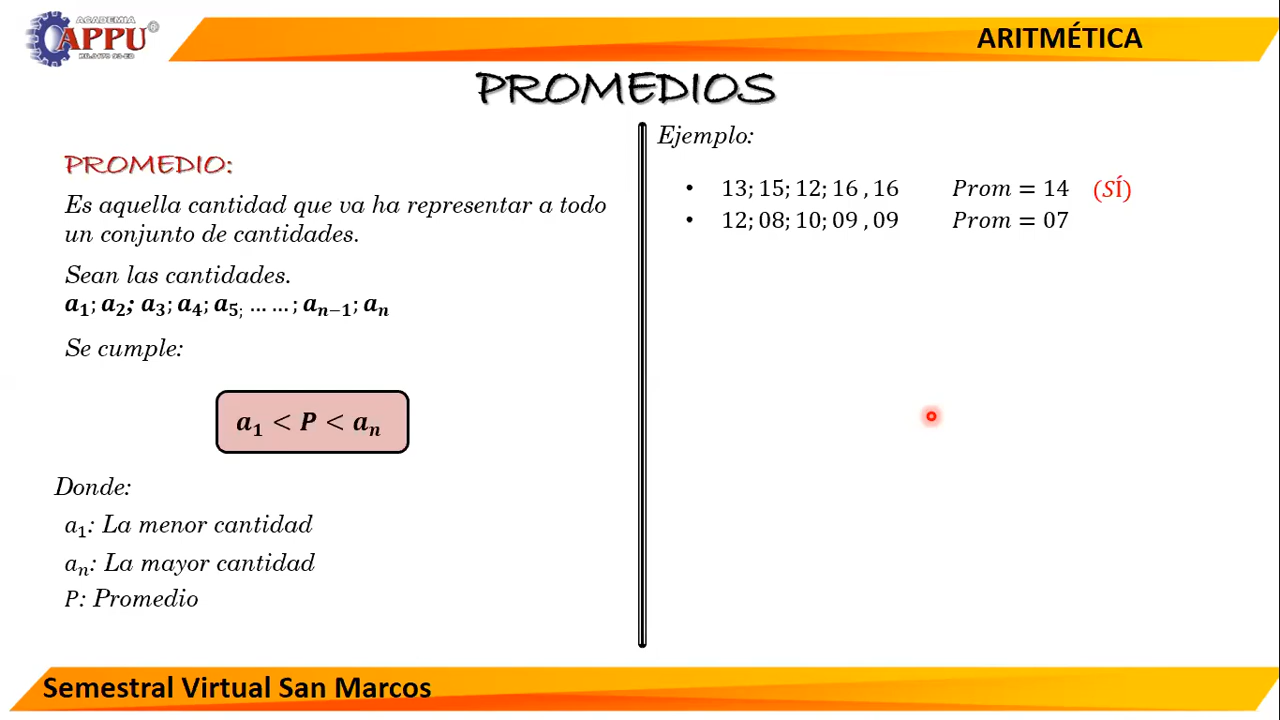 ACADEMIA
APPU
ARITMÉTICA
PROMEDIOS
PROMEDIO:
Es aquella cantidad que va ha representar a todo
un conjunto de cantidades.
Sean las cantidades.
a₁; a₂; a₃; a₄; a₅; … … ; aₙ₋₁; aₙ
Se cumple:
a₁ < P < aₙ
Donde:
a₁: La menor cantidad
aₙ: La mayor cantidad
P: Promedio
Ejemplo:
• 13; 15; 12; 16 , 16 Prom = 14 (SÍ)
• 12; 08; 10; 09 , 09 Prom = 07
Semestral Virtual San Marcos